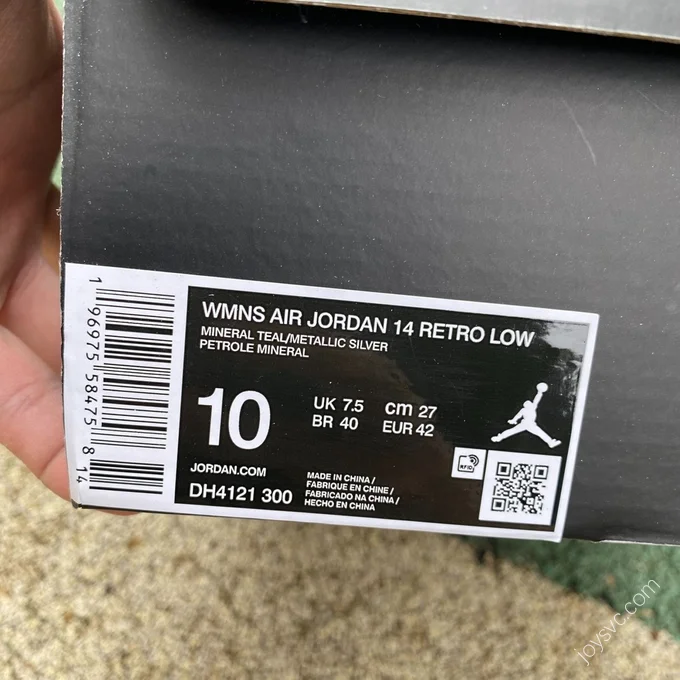 WMNS AIR JORDAN 14 RETRO LOW
MINERAL TEAL/METALLIC SILVER
PETROLE MINERAL
10
UK 7.5 cm 27
BR 40 EUR 42
JORDAN.COM
DH4121 300
MADE IN CHINA /
FABRIQUE EN CHINE /
FABRICADO NA CHINA /
HECHO EN CHINA
RFID
1 96975 58475 8 14
joysvc.com